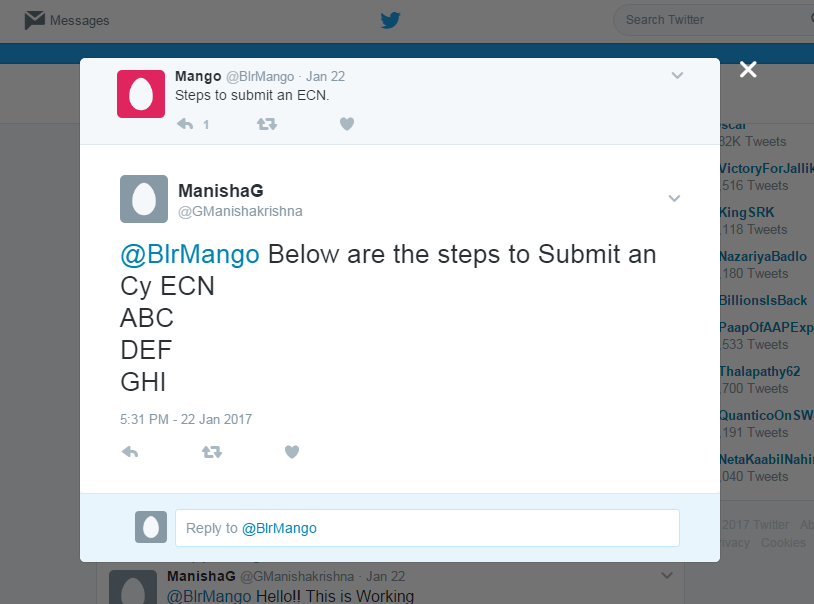 Messages
Search Twitter
Mango @BlrMango · Jan 22
Steps to submit an ECN.
1
ManishaG
@GManishakrishna
@BlrMango Below are the steps to Submit an
Cy ECN
ABC
DEF
GHI
5:31 PM - 22 Jan 2017
Reply to @BlrMango
82K Tweets
VictoryForJallik
516 Tweets
KingSRK
118 Tweets
NazariyaBadlo
180 Tweets
BillionsIsBack
PaapOfAAPExp
533 Tweets
Thalapathy62
700 Tweets
QuanticoOnSW
191 Tweets
NetaKaabilNahi
040 Tweets
2017 Twitter Ab
ivacy Cookies
ManishaG @GManishakrishna · Jan 22
@BlrMango Hello!! This is Working